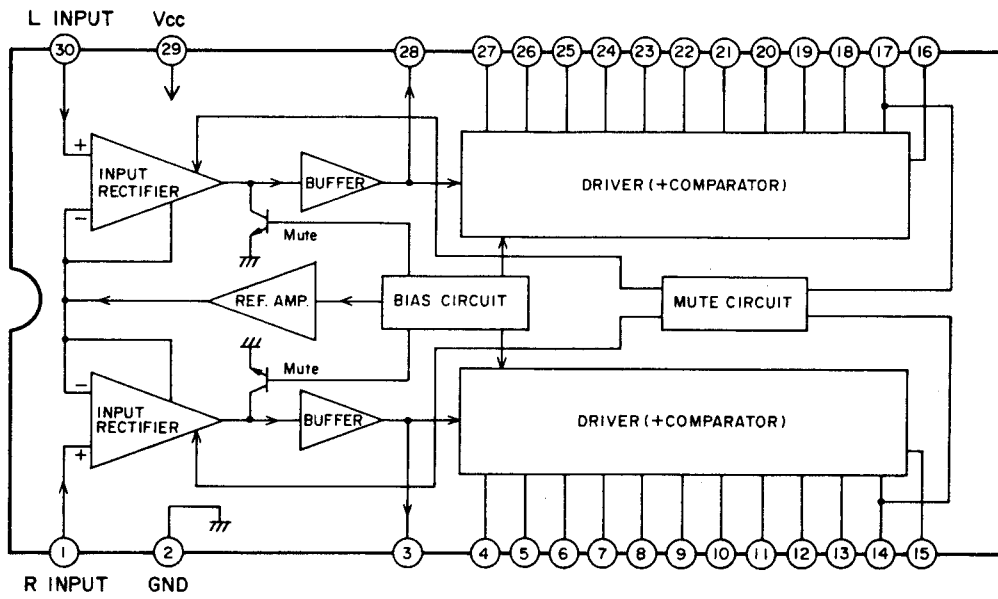 L INPUT Vcc
30 29 28 27 26 25 24 23 22 21 20 19 18 17 16
+
INPUT
RECTIFIER
BUFFER
DRIVER (+COMPARATOR)
−
Mute
REF. AMP.
BIAS CIRCUIT
MUTE CIRCUIT
Mute
−
INPUT
RECTIFIER
BUFFER
DRIVER (+COMPARATOR)
+
1 2 3 4 5 6 7 8 9 10 11 12 13 14 15
R INPUT GND